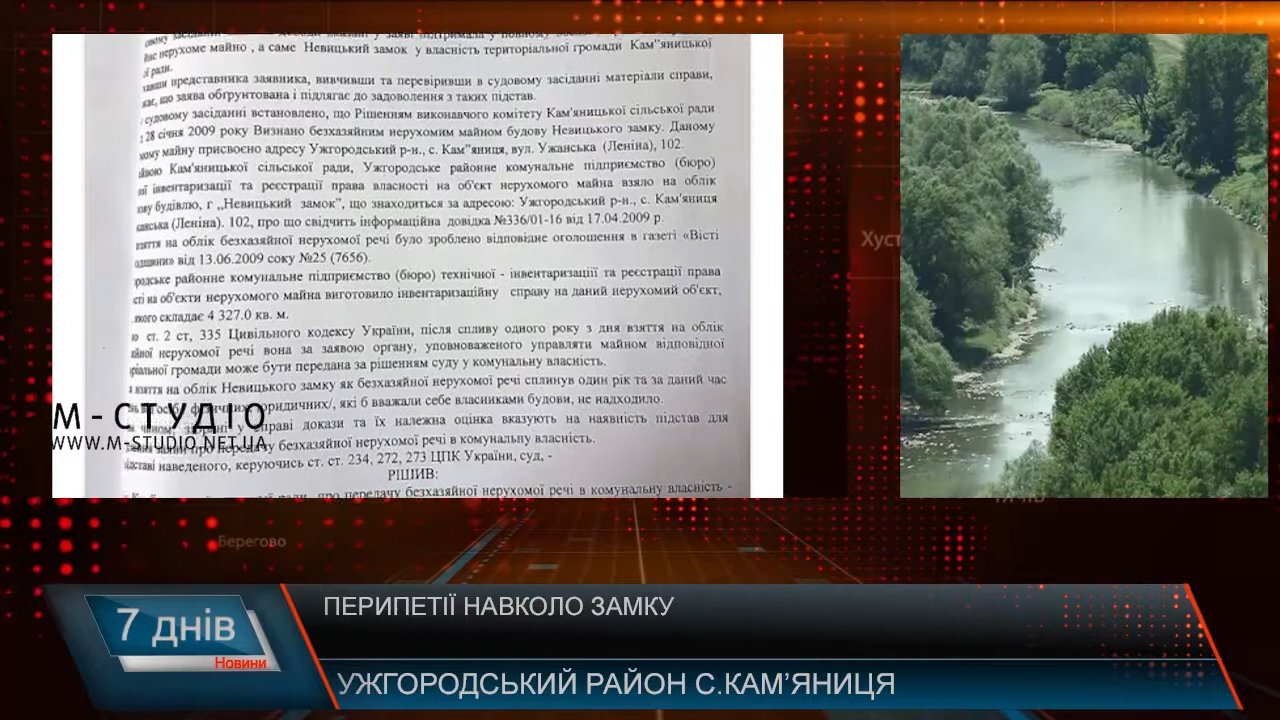 нерухоме майно , а саме Невицький замок у власність територіальної громади Кам"яницької
ради.
представника заявника, вивчивши та перевіривши в судовому засіданні матеріали справи,
що заява обґрунтована і підлягає до задоволення з таких підстав.
судовому засіданні встановлено, що Рішенням виконавчого комітету Кам'яницької сільської ради
28 січня 2009 року Визнано безхазяйним нерухомим майном будову Невицького замку. Даному
майну присвоєно адресу Ужгородський р-н., с. Кам"яниця, вул. Ужанська (Леніна), 102.
Кам'яницької сільської ради, Ужгородське районне комунальне підприємство (бюро)
інвентаризації та реєстрації права власності на об'єкт нерухомого майна взяло на облік
будівлю, г „Невицький замок", що знаходиться за адресою: Ужгородський р-н., с. Кам'яниця
(Леніна). 102, про що свідчить інформаційна довідка №336/01-16 від 17.04.2009 р.
на облік безхазяйної нерухомої речі було зроблено відповідне оголошення в газеті «Вісті
від 13.06.2009 соку №25 (7656).
районне комунальне підприємство (бюро) технічної - інвентаризаціїї та реєстрації права
на об'єкти нерухомого майна виготовило інвентаризаційну справу на даний нерухомий об'єкт,
складає 4 327.0 кв. м.
ст. 2 ст, 335 Цивільного кодексу України, після спливу одного року з дня взяття на облік
нерухомої речі вона за заявою органу, уповноваженого управляти майном відповідної
громади може бути передана за рішенням суду у комунальну власність.
взяття на облік Невицького замку як безхазяйної нерухомої речі сплинув один рік та за даний час
юридичних/, які б вважали себе власниками будови, не надходило.
у справі докази та їх належна оцінка вказують на наявність підстав для
заяви про передачу безхазяйної нерухомої речі в комунальну власність.
наведеного, керуючись ст. ст. 234, 272, 273 ЦПК України, суд, -
РІШИВ:
про передачу безхазяйної нерухомої речі в комунальну власність -
М-СТУДІО
WWW.M-STUDIO.NET.UA
Хуст
Берегово
7 днів
Новини
ПЕРИПЕТІЇ НАВКОЛО ЗАМКУ
УЖГОРОДСЬКИЙ РАЙОН С.КАМ’ЯНИЦЯ